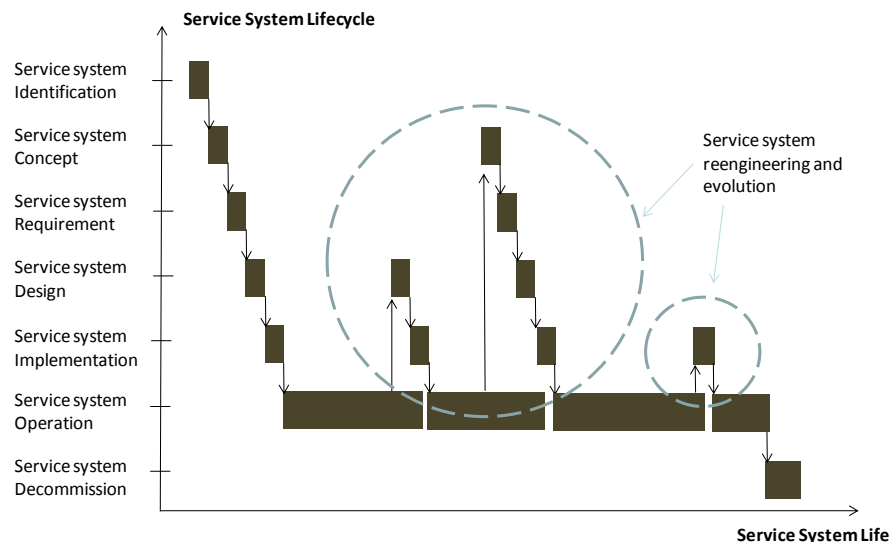 Service System Lifecycle
Service system
Identification
Service system
Concept
Service system
Requirement
Service system
Design
Service system
Implementation
Service system
Operation
Service system
Decommission
Service system
reengineering and
evolution
Service System Life